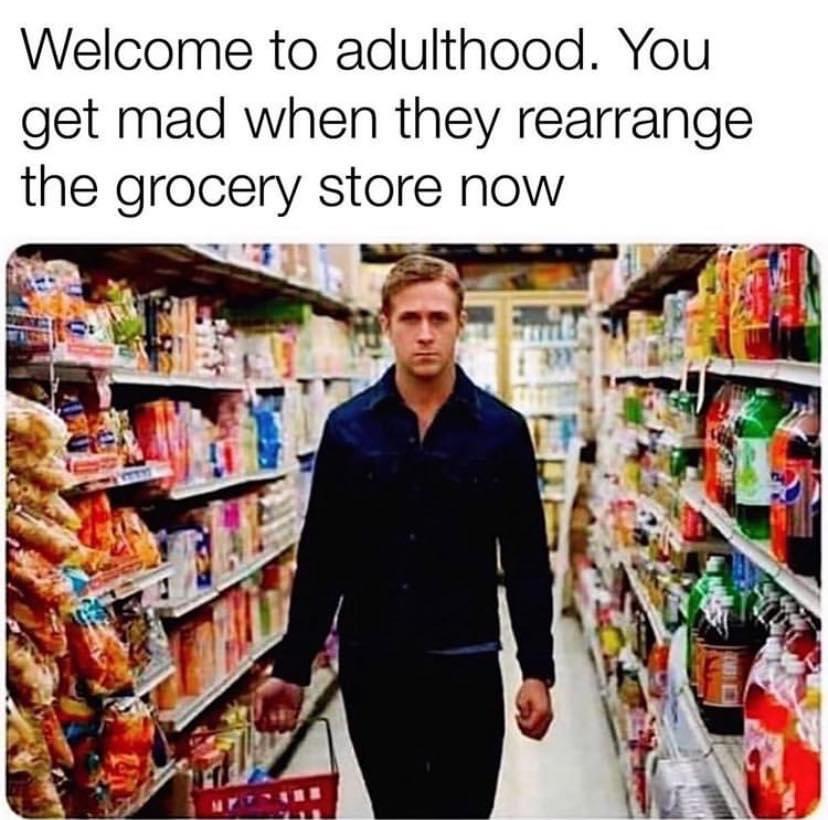 Welcome to adulthood. You
get mad when they rearrange
the grocery store now